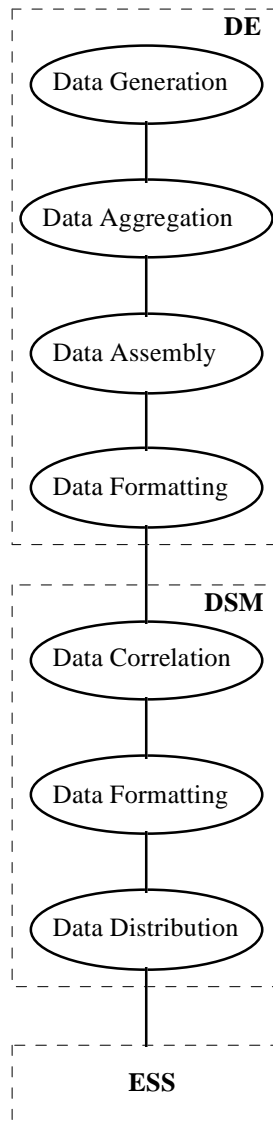 DE
Data Generation
Data Aggregation
Data Assembly
Data Formatting
DSM
Data Correlation
Data Formatting
Data Distribution
ESS